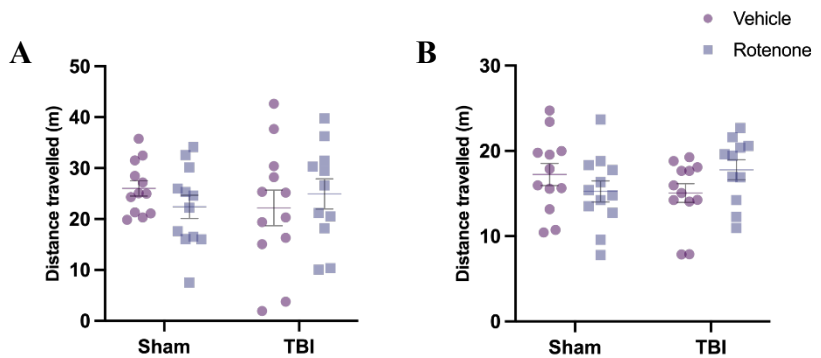 Vehicle
Rotenone
A
50
40
30
20
10
0
Distance travelled (m)
Sham
TBI
B
30
20
10
0
Distance travelled (m)
Sham
TBI